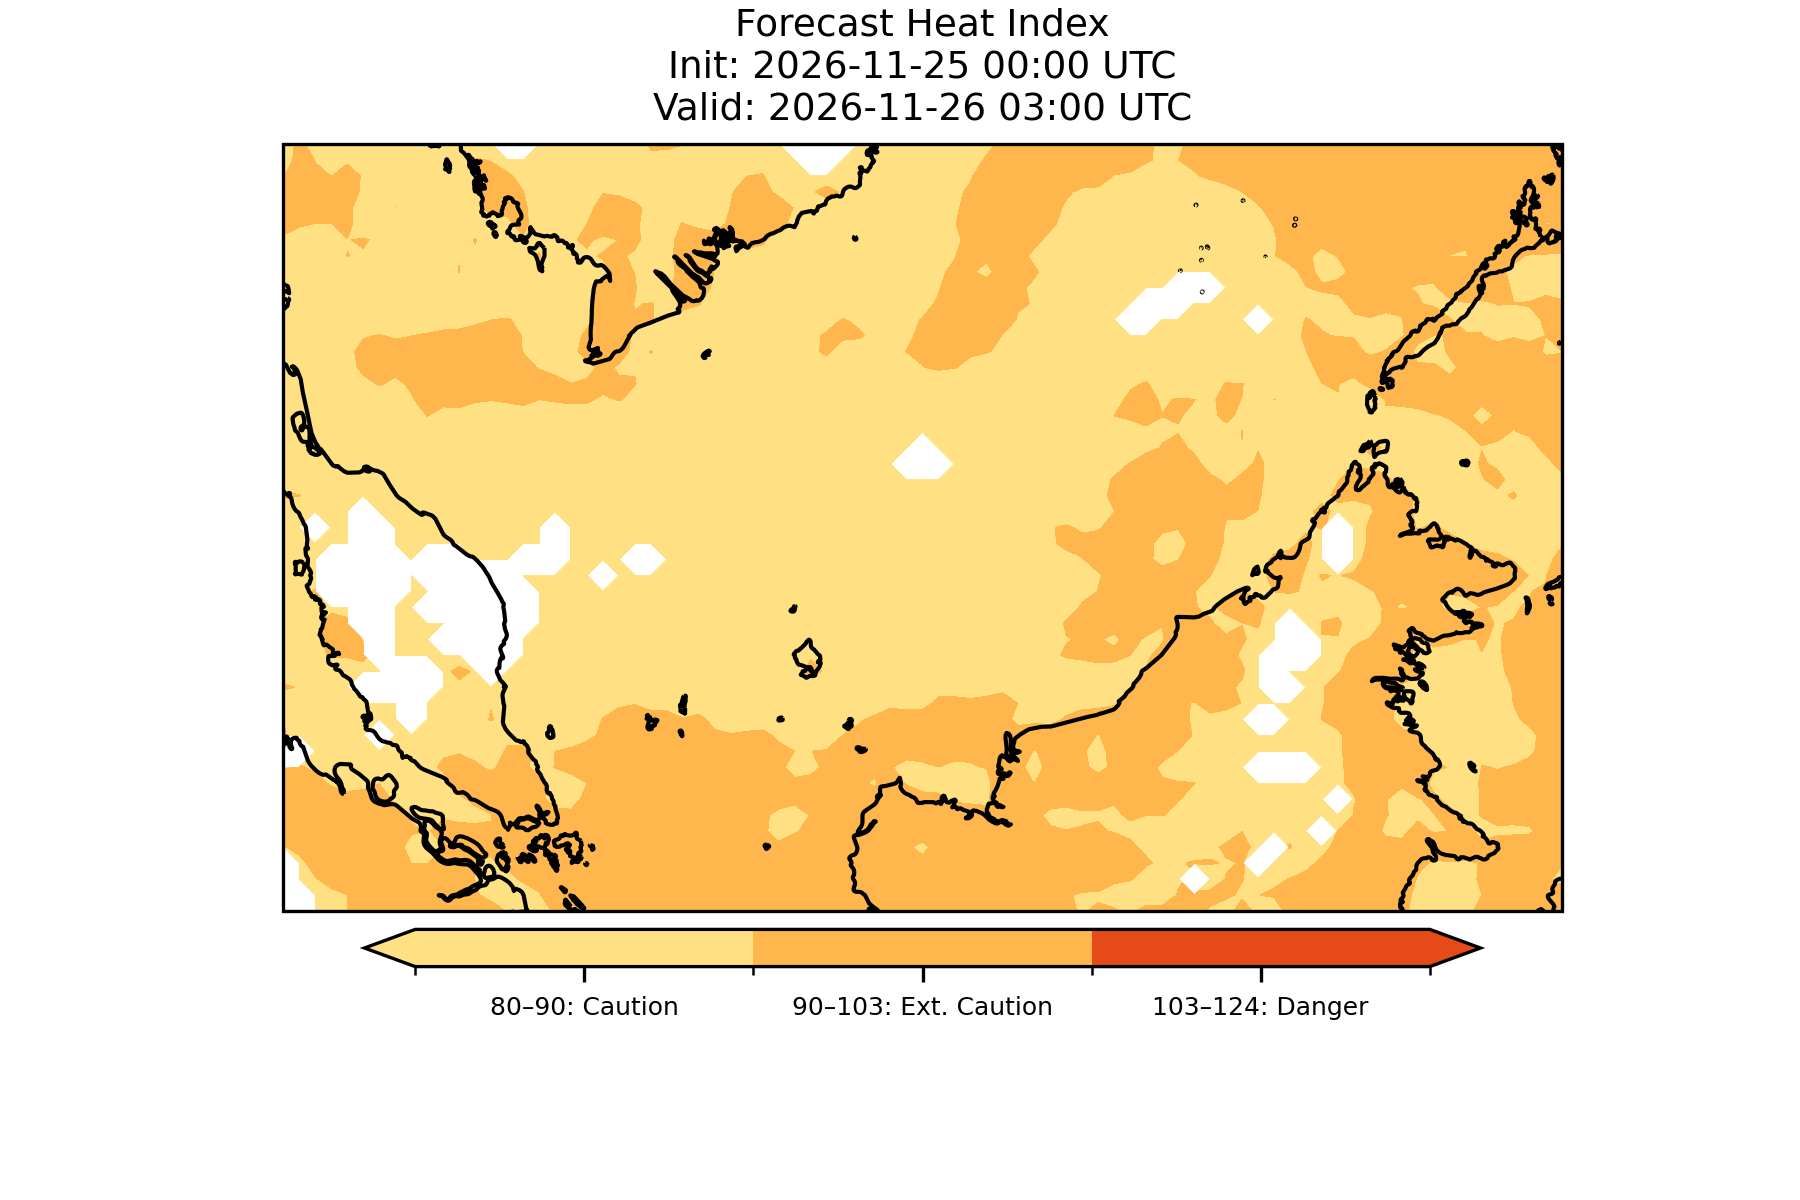 Forecast Heat Index
Init: 2026-11-25 00:00 UTC
Valid: 2026-11-26 03:00 UTC
80–90: Caution
90–103: Ext. Caution
103–124: Danger